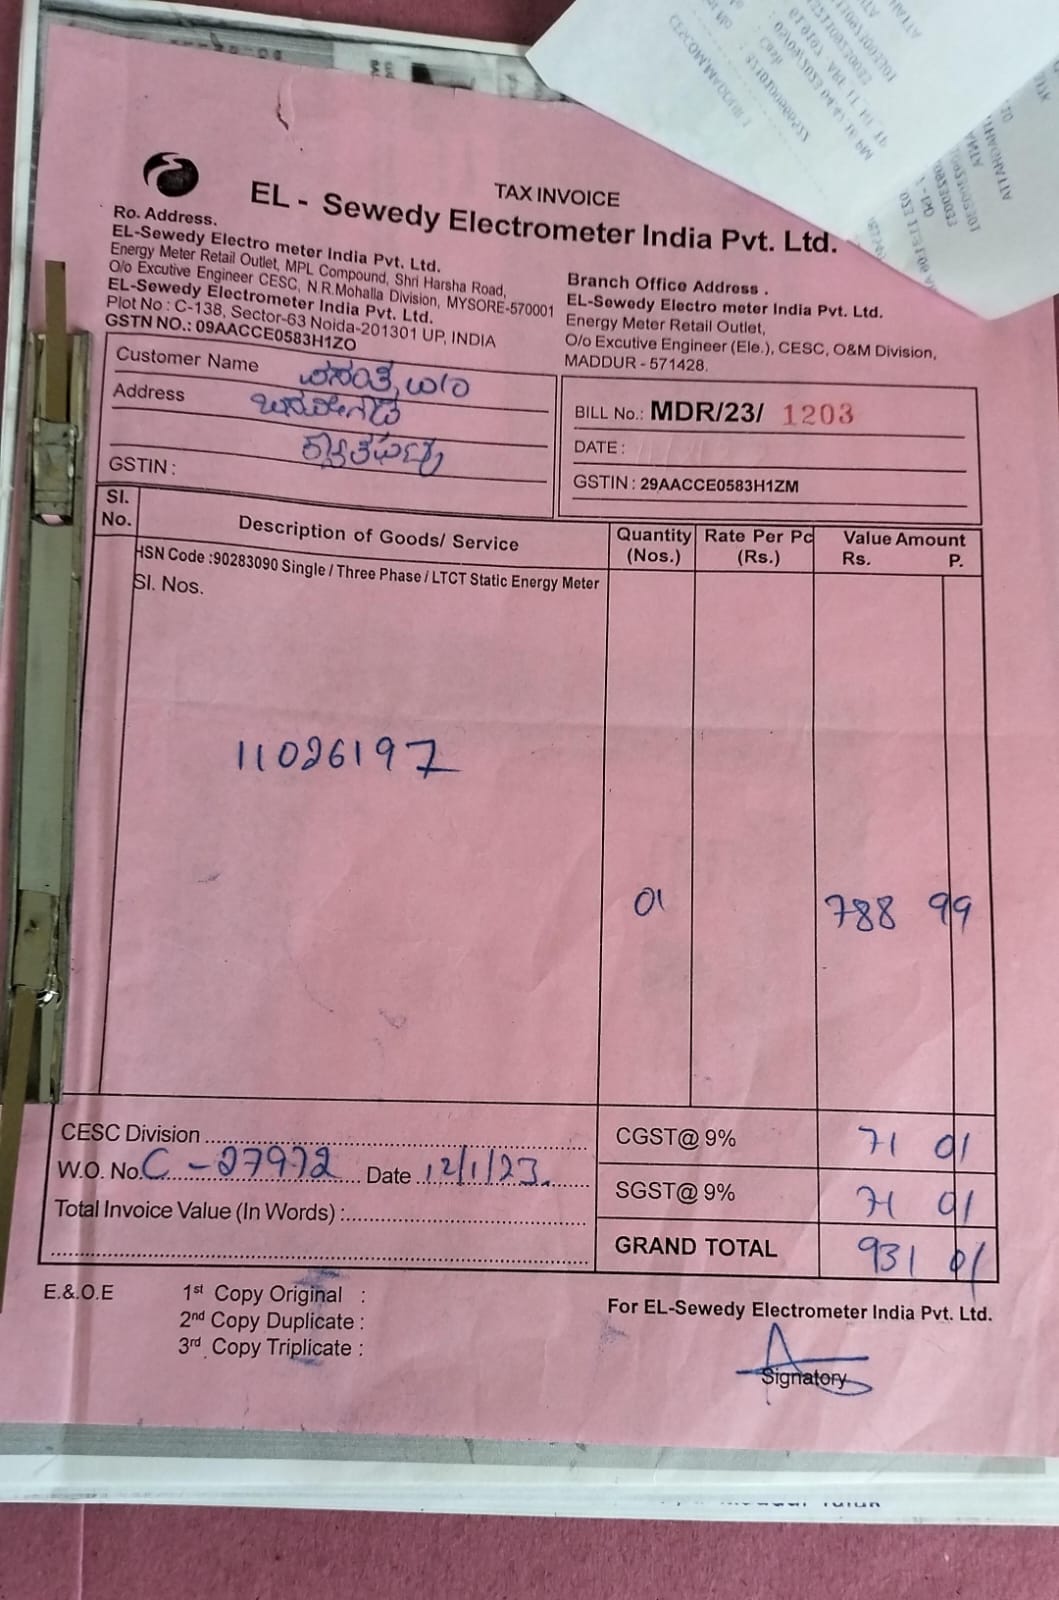 TAX INVOICE
EL - Sewedy Electrometer India Pvt. Ltd.
Ro. Address.
EL-Sewedy Electro meter India Pvt. Ltd.
Energy Meter Retail Outlet, MPL Compound, Shri Harsha Road,
O/o Excutive Engineer CESC, N.R.Mohalla Division, MYSORE-570001
EL-Sewedy Electrometer India Pvt. Ltd.
Plot No : C-138, Sector-63 Noida-201301 UP, INDIA
GSTN NO.: 09AACCE0583H1ZO
Branch Office Address .
EL-Sewedy Electro meter India Pvt. Ltd.
Energy Meter Retail Outlet,
O/o Excutive Engineer (Ele.), CESC, O&M Division,
MADDUR - 571428.
Customer Name
Address
GSTIN :
BILL No.: MDR/23/ 1203
DATE :
GSTIN : 29AACCE0583H1ZM
Sl. No. Description of Goods/ Service Quantity (Nos.) Rate Per Pc (Rs.) Value Amount Rs. P.
HSN Code :90283090 Single / Three Phase / LTCT Static Energy Meter
Sl. Nos.
11026197
01 788 99
CESC Division
W.O. No. C - 27972 Date 12/1/23.
Total Invoice Value (In Words) :
CGST@ 9% 71 01
SGST@ 9% 71 01
GRAND TOTAL 931 01
E.&.O.E
1st Copy Original :
2nd Copy Duplicate :
3rd Copy Triplicate :
For EL-Sewedy Electrometer India Pvt. Ltd.
Signatory